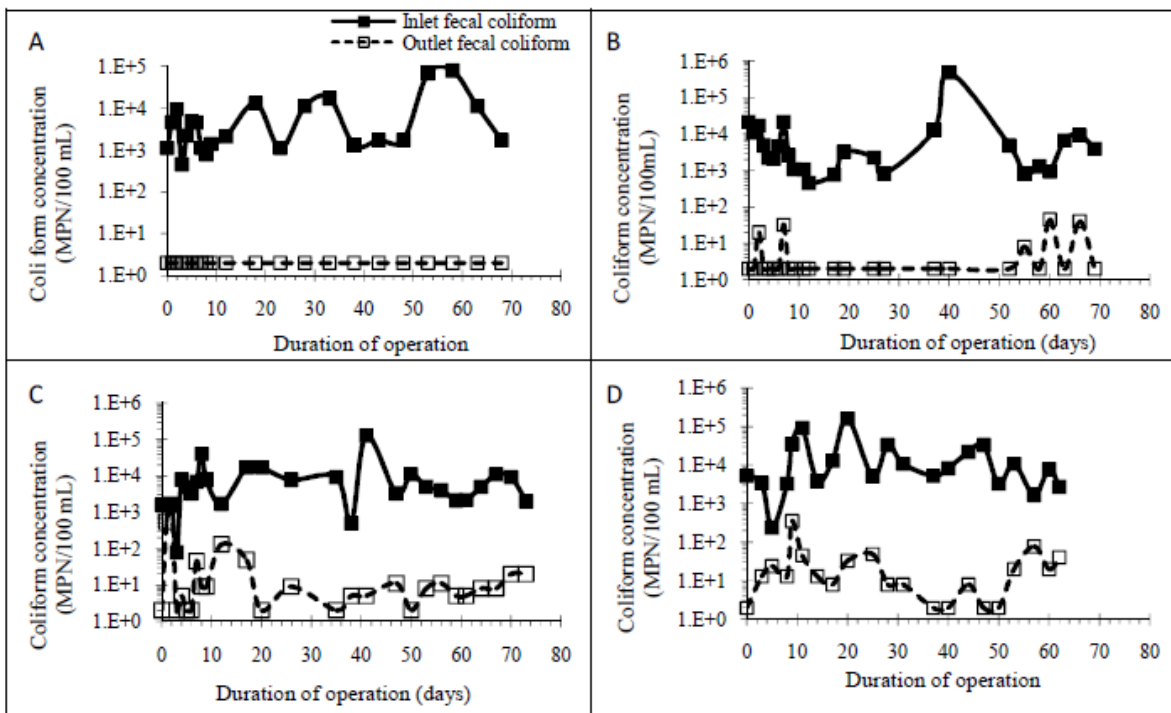 A
Inlet fecal coliform
Outlet fecal coliform
Coli form concentration
(MPN/100 mL)
1.E+5
1.E+4
1.E+3
1.E+2
1.E+1
1.E+0
0 10 20 30 40 50 60 70 80
Duration of operation
B
Coliform concentration
(MPN/100mL)
1.E+6
1.E+5
1.E+4
1.E+3
1.E+2
1.E+1
1.E+0
0 10 20 30 40 50 60 70 80
Duration of operation (days)
C
Coliform concentration
(MPN/100 mL)
1.E+6
1.E+5
1.E+4
1.E+3
1.E+2
1.E+1
1.E+0
0 10 20 30 40 50 60 70 80
Duration of operation (days)
D
Coliform concentration
(MPN/100 mL)
1.E+6
1.E+5
1.E+4
1.E+3
1.E+2
1.E+1
1.E+0
0 10 20 30 40 50 60 70 80
Duration of operation